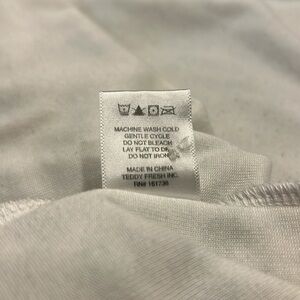 MACHINE WASH COLD
GENTLE CYCLE
DO NOT BLEACH
LAY FLAT TO
DO NOT IRON
MADE IN CHINA
TEDDY FRESH INC.
RN# 161736